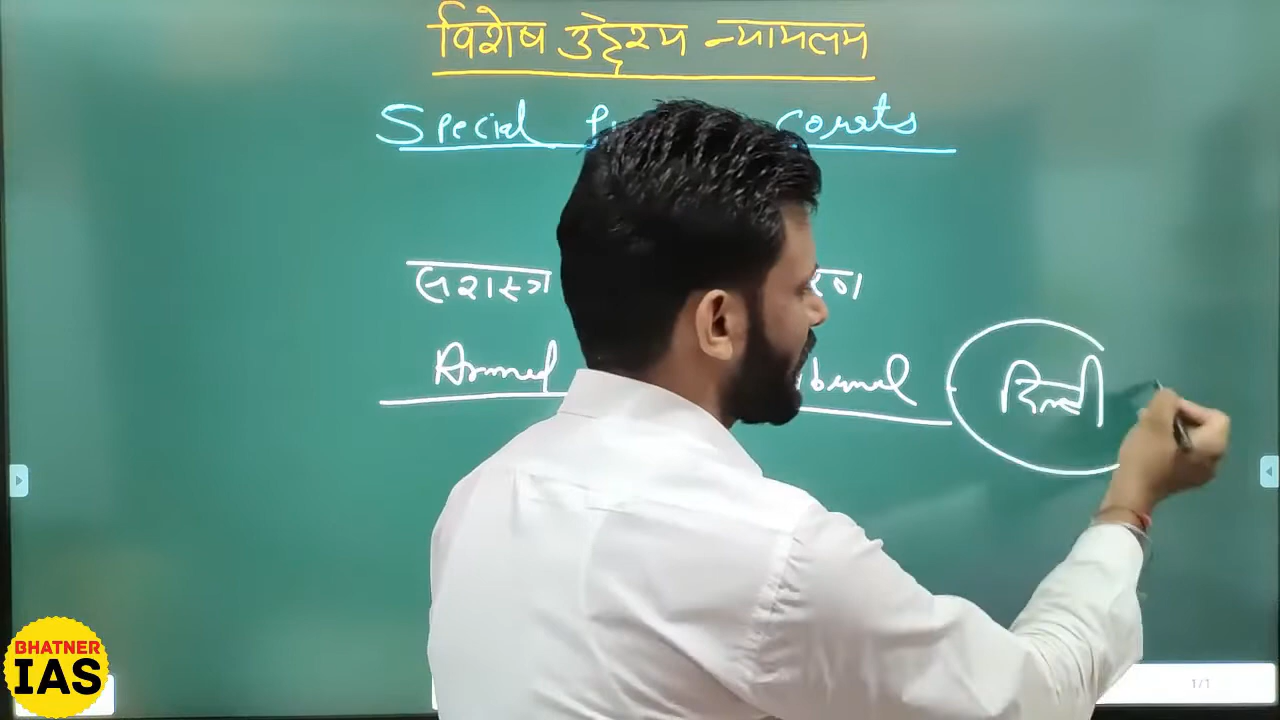 विशेष उद्देश्य न्यायालय
Special courts
सशस्त्र
Armed
दिल्ली
BHATNER
IAS
1/1